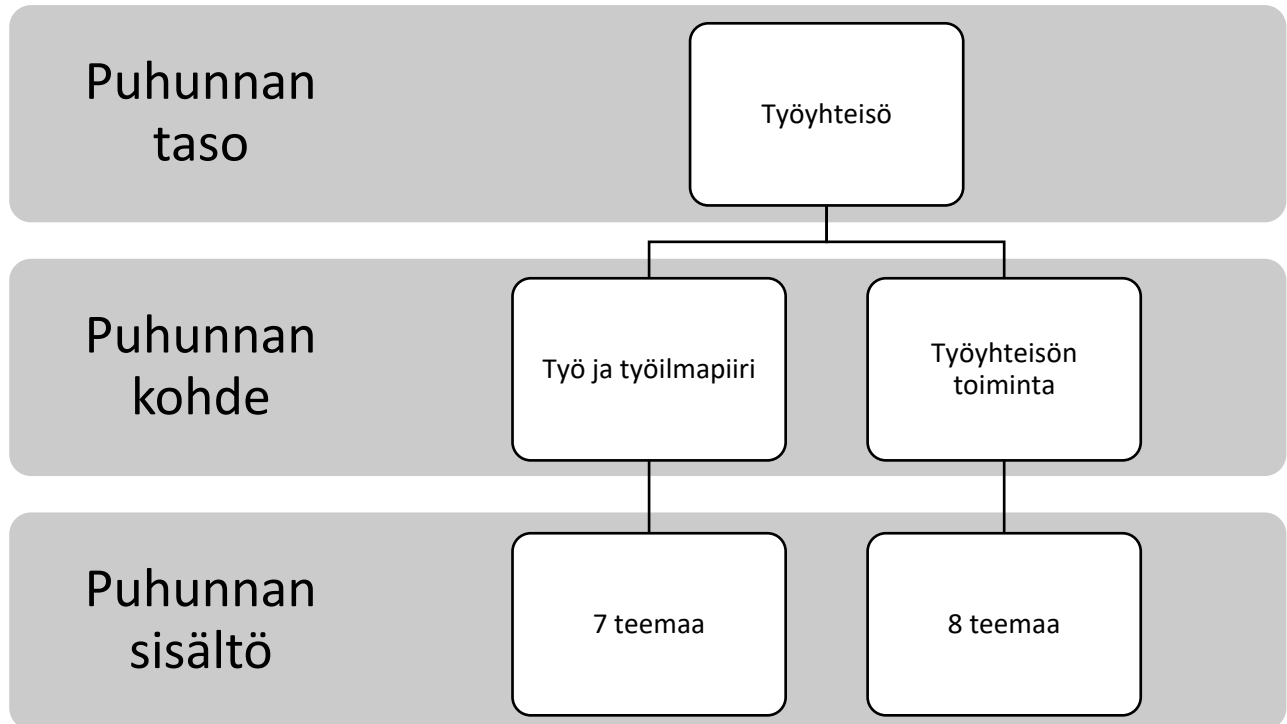 Puhunnan
taso
Työyhteisö
Puhunnan
kohde
Työ ja työilmapiiri
Työyhteisön
toiminta
Puhunnan
sisältö
7 teemaa
8 teemaa